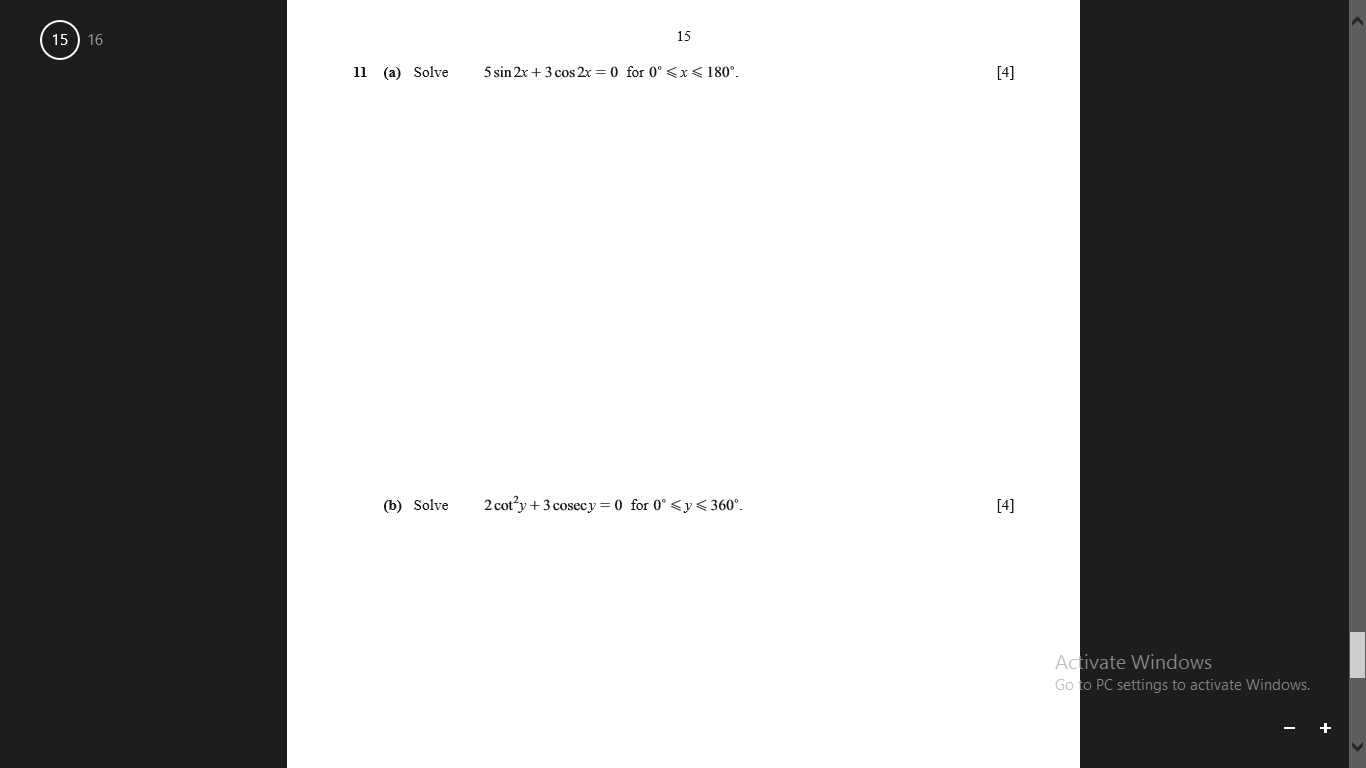 15 16
15
11 (a) Solve 5 sin 2x + 3 cos 2x = 0 for 0° ⩽ x ⩽ 180°. [4]
(b) Solve 2 cot²y + 3 cosec y = 0 for 0° ⩽ y ⩽ 360°. [4]
Activate Windows
Go to PC settings to activate Windows.